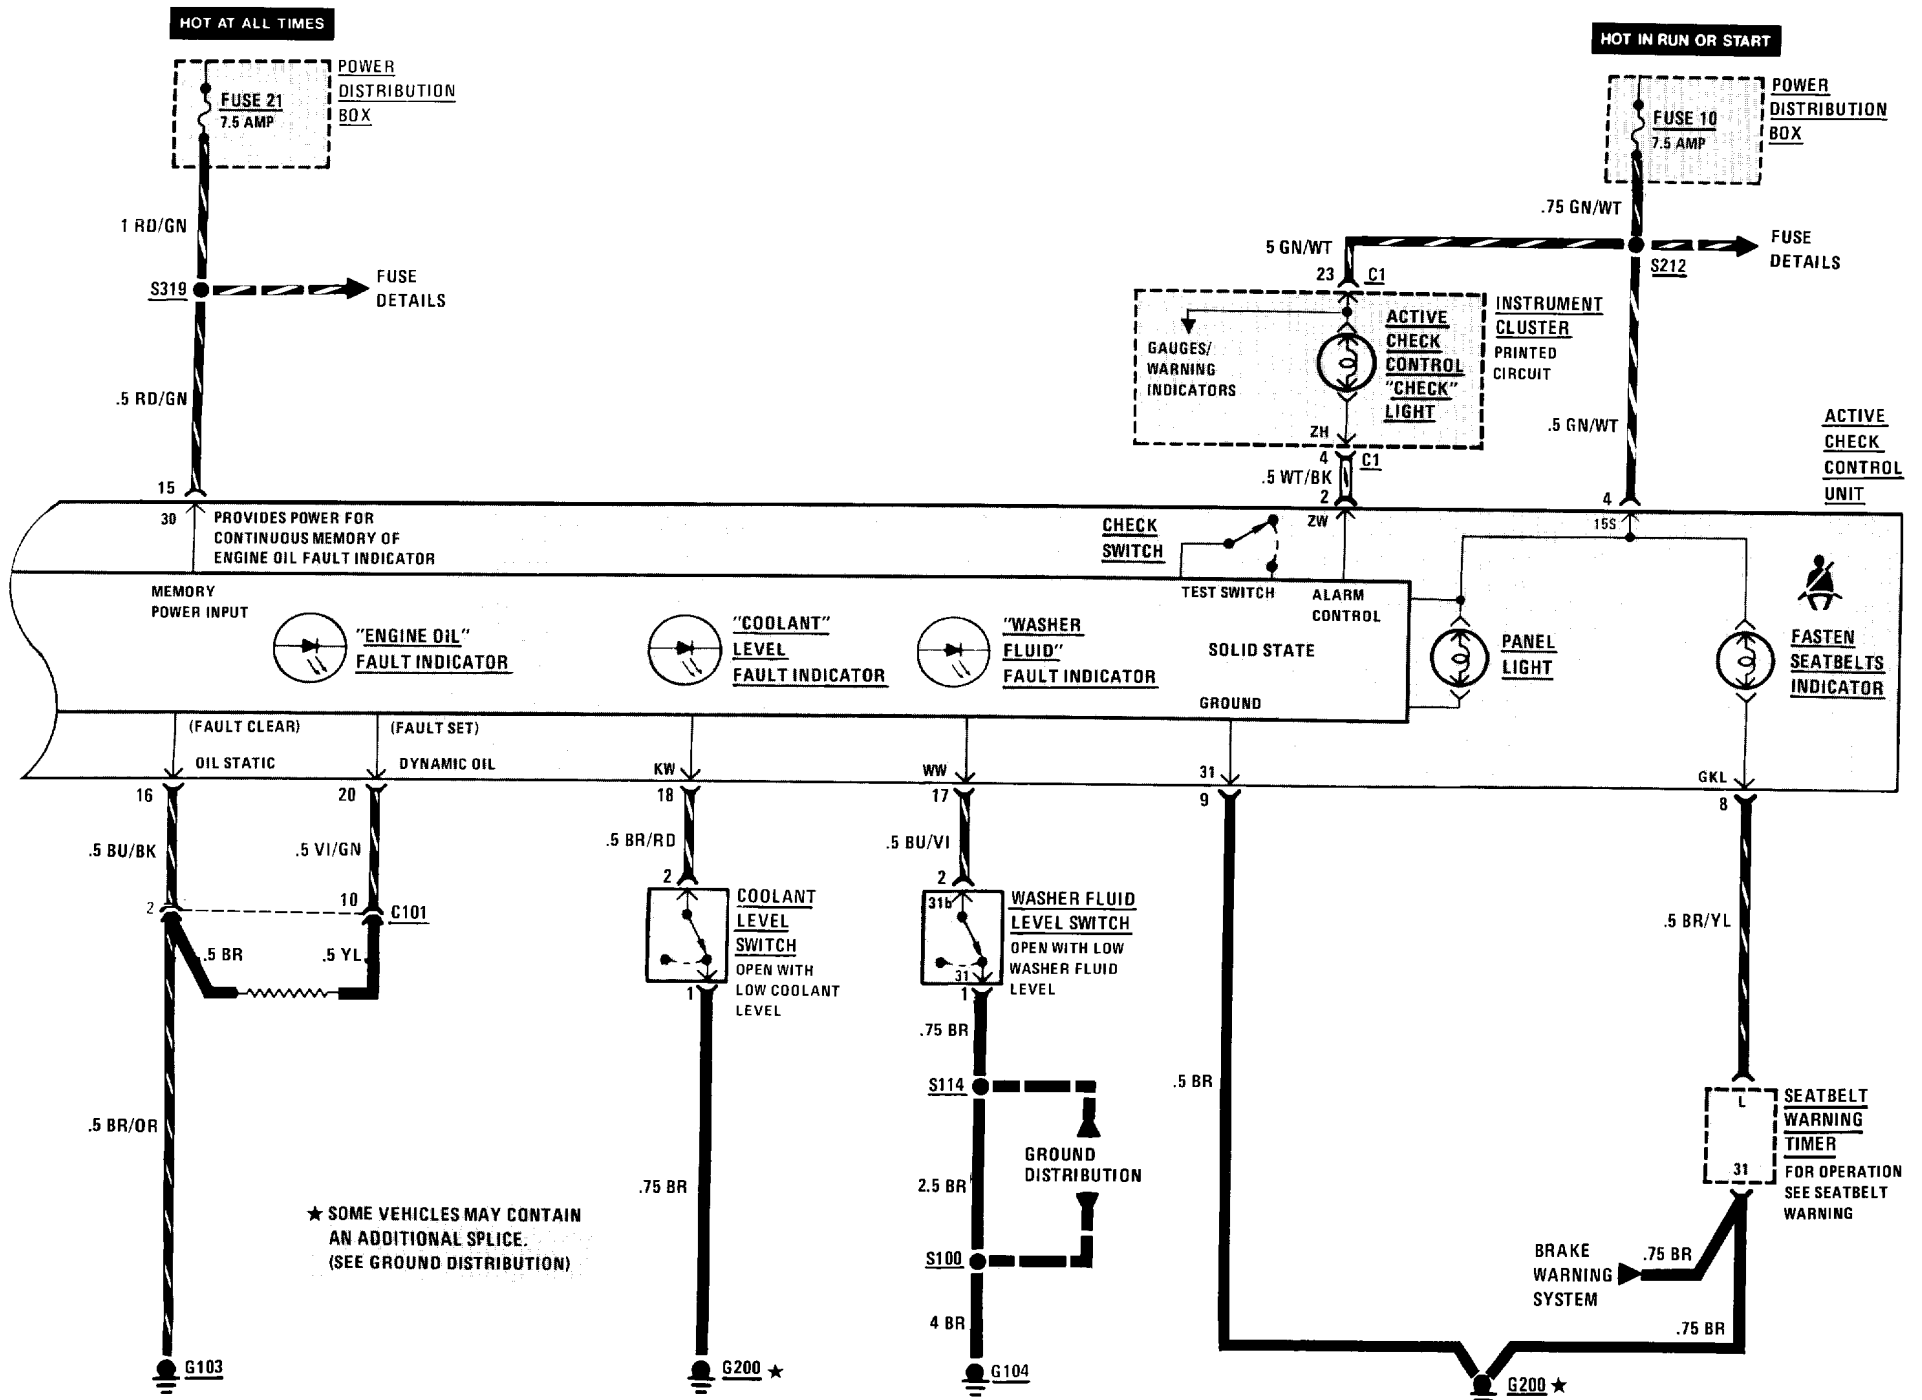 HOT AT ALL TIMES
HOT IN RUN OR START
POWER
DISTRIBUTION
BOX
FUSE 21
7.5 AMP
POWER
DISTRIBUTION
BOX
FUSE 10
7.5 AMP
1 RD/GN
S319
FUSE
DETAILS
.5 RD/GN
.75 GN/WT
5 GN/WT
S212
FUSE
DETAILS
23
C1
INSTRUMENT
CLUSTER
PRINTED
CIRCUIT
ACTIVE
CHECK
CONTROL
"CHECK"
LIGHT
GAUGES/
WARNING
INDICATORS
ZH
4
C1
.5 WT/BK
2
.5 GN/WT
4
ACTIVE
CHECK
CONTROL
UNIT
15
30
PROVIDES POWER FOR
CONTINUOUS MEMORY OF
ENGINE OIL FAULT INDICATOR
CHECK
SWITCH
ZW
15S
MEMORY
POWER INPUT
TEST SWITCH
ALARM
CONTROL
"ENGINE OIL"
FAULT INDICATOR
"COOLANT"
LEVEL
FAULT INDICATOR
"WASHER
FLUID"
FAULT INDICATOR
SOLID STATE
PANEL
LIGHT
FASTEN
SEATBELTS
INDICATOR
GROUND
(FAULT CLEAR)
(FAULT SET)
OIL STATIC
DYNAMIC OIL
KW
WW
31
GKL
16
20
18
17
9
8
.5 BU/BK
.5 VI/GN
.5 BR/RD
.5 BU/VI
.5 BR/YL
2
10
C101
.5 BR
.5 YL
2
COOLANT
LEVEL
SWITCH
OPEN WITH
LOW COOLANT
LEVEL
1
2
31b
31
WASHER FLUID
LEVEL SWITCH
OPEN WITH LOW
WASHER FLUID
LEVEL
1
.75 BR
S114
.5 BR
.5 BR/OR
GROUND
DISTRIBUTION
.75 BR
2.5 BR
S100
4 BR
L
31
SEATBELT
WARNING
TIMER
FOR OPERATION
SEE SEATBELT
WARNING
★ SOME VEHICLES MAY CONTAIN
AN ADDITIONAL SPLICE.
(SEE GROUND DISTRIBUTION)
BRAKE
WARNING
SYSTEM
.75 BR
.75 BR
G103
G200 ★
G104
G200 ★